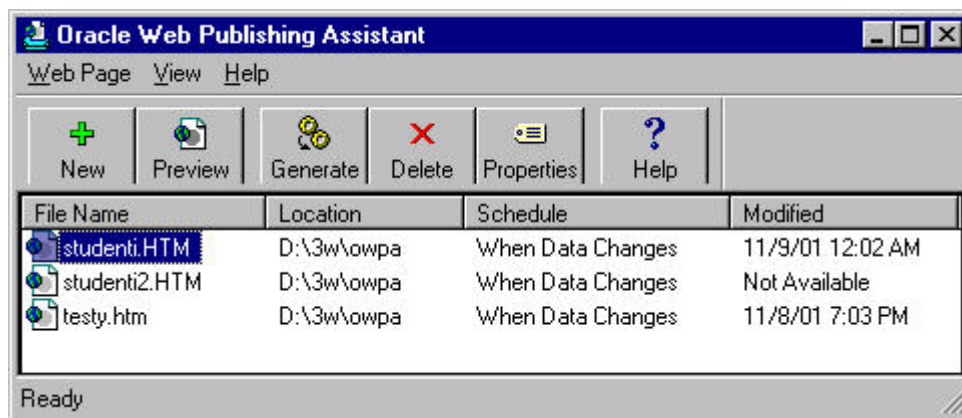 Oracle Web Publishing Assistant
Web Page View Help
New Preview Generate Delete Properties Help
File Name Location Schedule Modified
studenti.HTM D:\3w\owpa When Data Changes 11/9/01 12:02 AM
studenti2.HTM D:\3w\owpa When Data Changes Not Available
testy.htm D:\3w\owpa When Data Changes 11/8/01 7:03 PM
Ready